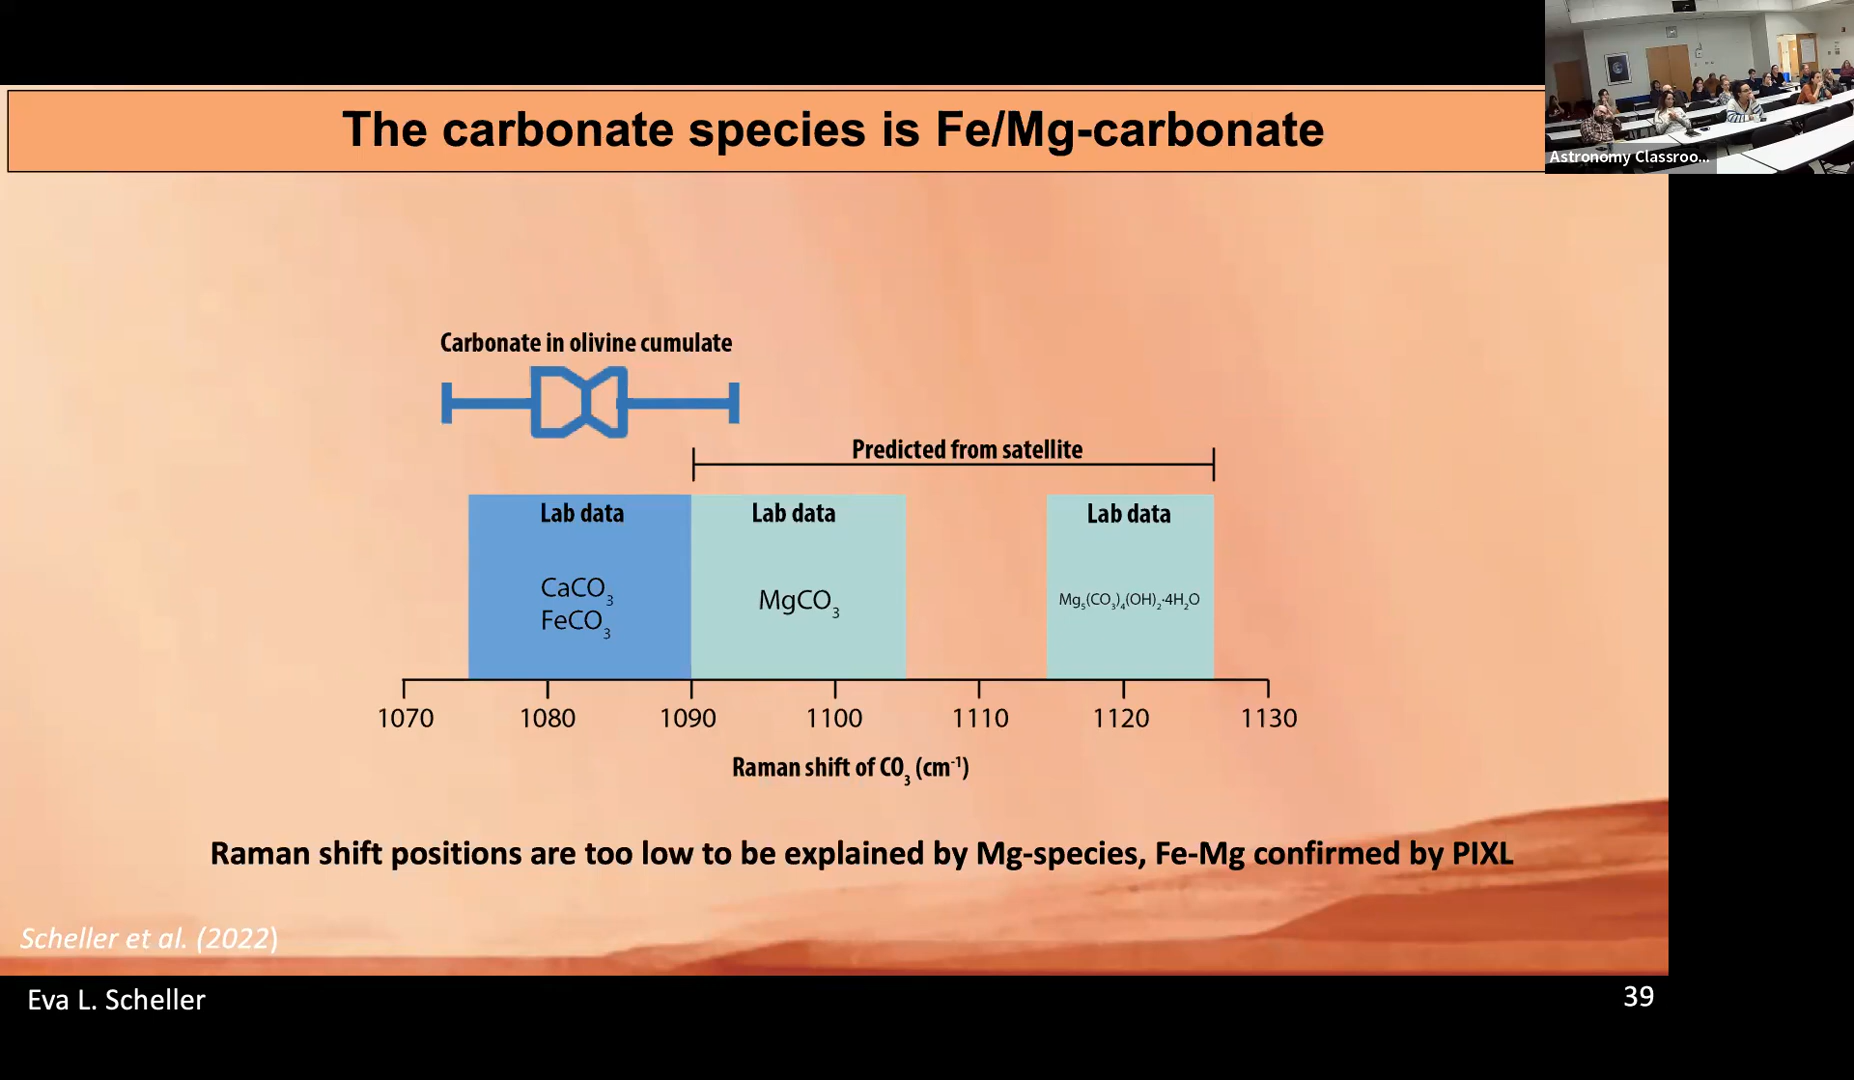 The carbonate species is Fe/Mg-carbonate
Astronomy Classroo...
Carbonate in olivine cumulate
Predicted from satellite
Lab data
Lab data
Lab data
CaCO₃
FeCO₃
MgCO₃
Mg₅(CO₃)₄(OH)₂·4H₂O
1070 1080 1090 1100 1110 1120 1130
Raman shift of CO₃ (cm⁻¹)
Raman shift positions are too low to be explained by Mg-species, Fe-Mg confirmed by PIXL
Scheller et al. (2022)
Eva L. Scheller
39